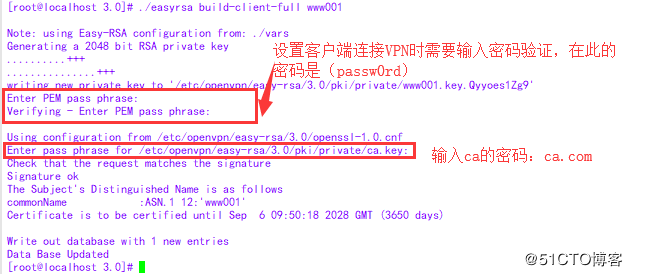 [root@localhost 3.0]# ./easyrsa build-client-full www001
Note: using Easy-RSA configuration from: ./vars
Generating a 2048 bit RSA private key
..........+++
...............+++
writing new private key to '/etc/openvpn/easy-rsa/3.0/pki/private/www001.key.Qyyoes1Zg9'
Enter PEM pass phrase:
Verifying - Enter PEM pass phrase:
设置客户端连接VPN时需要输入密码验证，在此的
密码是（passw0rd）
Using configuration from /etc/openvpn/easy-rsa/3.0/openssl-1.0.cnf
Enter pass phrase for /etc/openvpn/easy-rsa/3.0/pki/private/ca.key:
输入ca的密码：ca.com
Check that the request matches the signature
Signature ok
The Subject's Distinguished Name is as follows
commonName            :ASN.1 12:'www001'
Certificate is to be certified until Sep  6 09:50:18 2028 GMT (3650 days)
Write out database with 1 new entries
Data Base Updated
[root@localhost 3.0]#
@51CTO博客